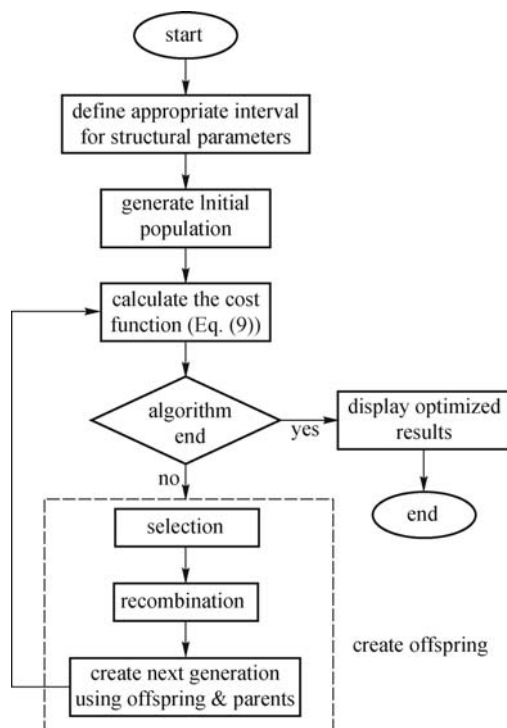 start
define appropriate interval
for structural parameters
generate Initial
population
calculate the cost
function (Eq. (9))
algorithm
end
yes
display optimized
results
end
no
selection
recombination
create next generation
using offspring & parents
create offspring